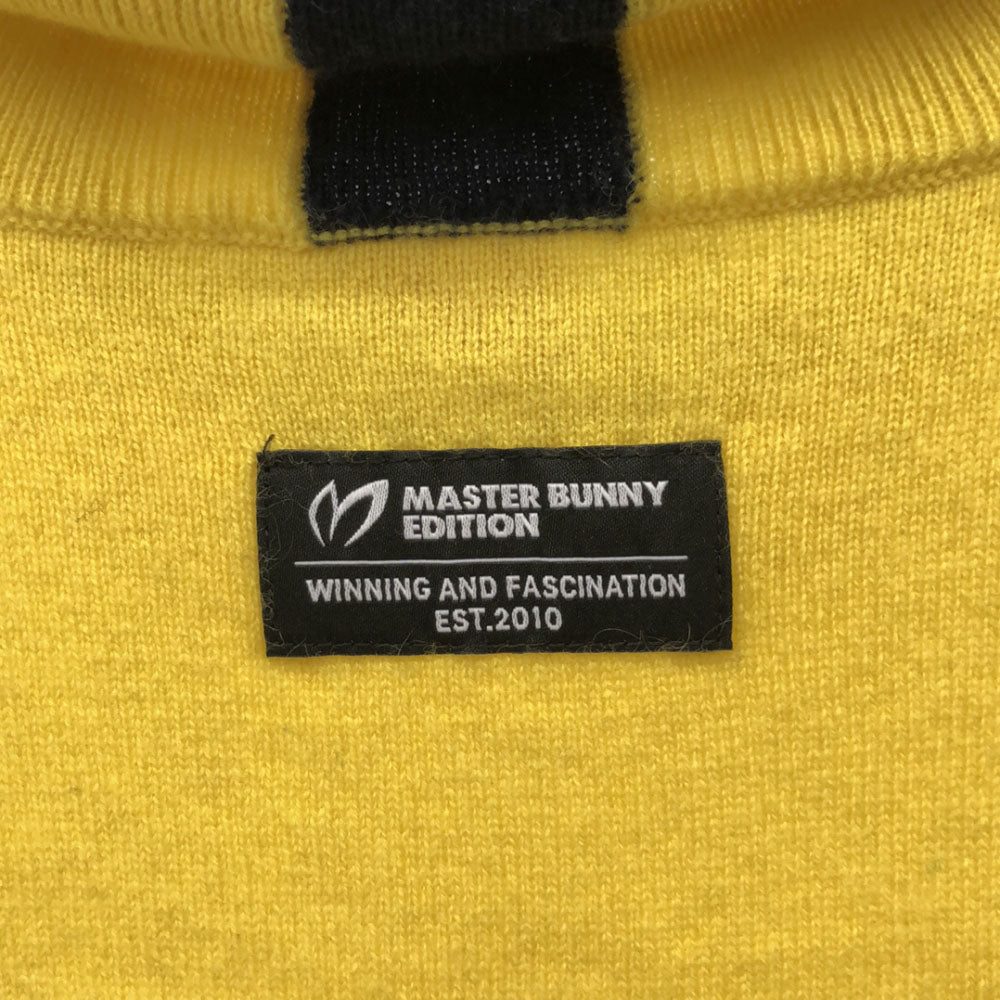 MASTER BUNNY
EDITION
WINNING AND FASCINATION
EST.2010